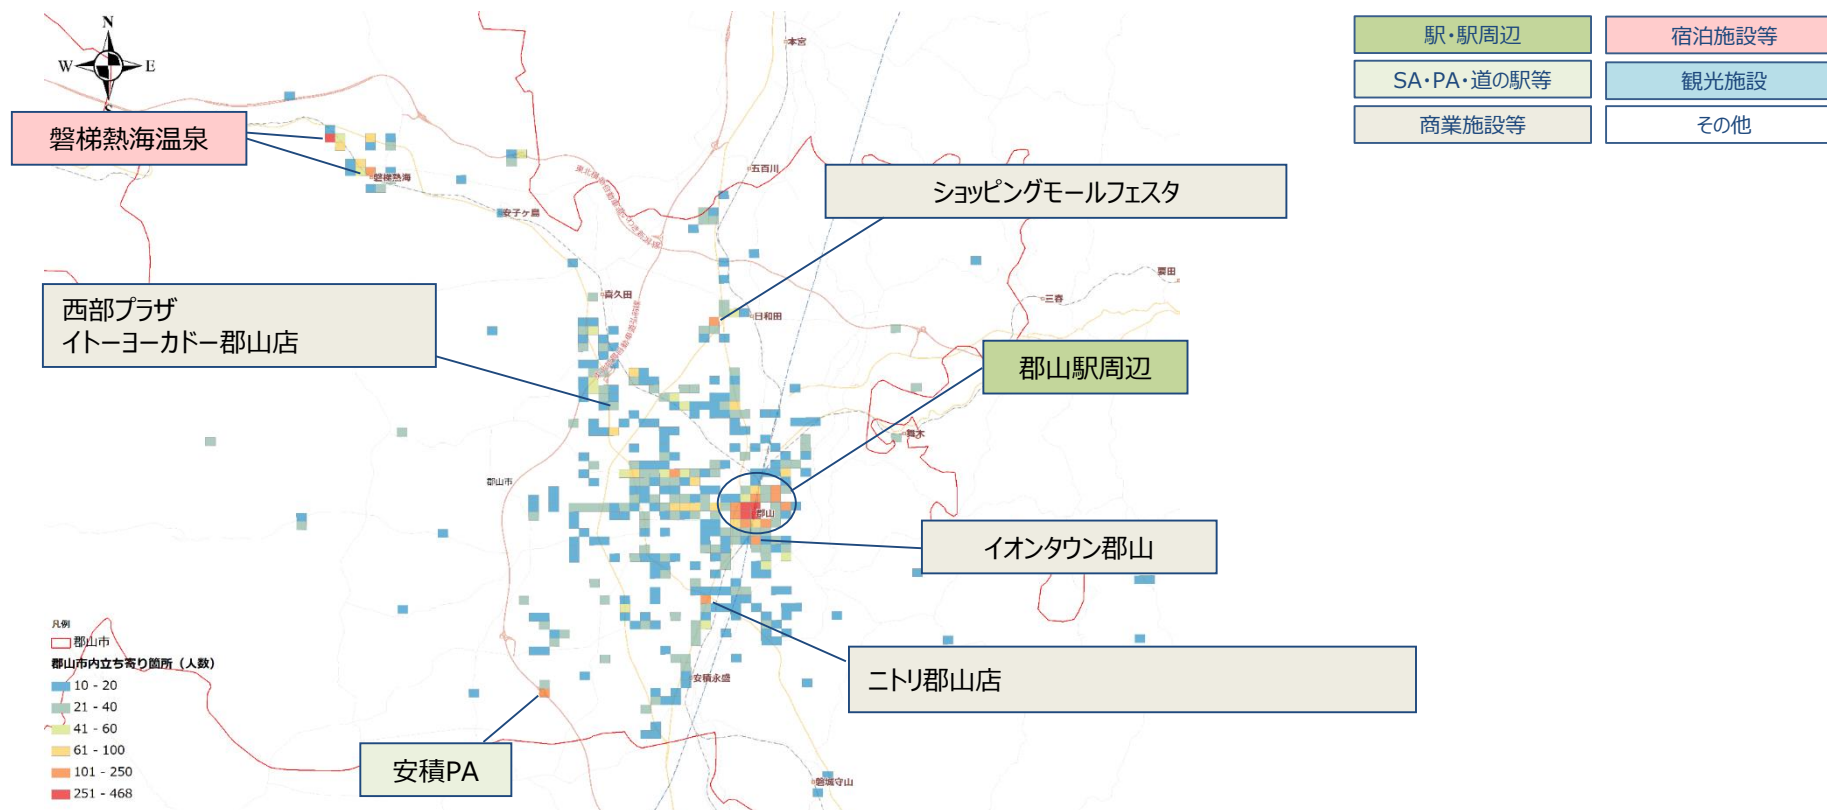 N
W
E
S
駅・駅周辺
宿泊施設等
SA・PA・道の駅等
観光施設
商業施設等
その他
本宮
磐梯熱海温泉
五百川
磐梯熱海
ショッピングモールフェスタ
安子ヶ島
要田
喜久田
三春
日和田
西部プラザ
イトーヨーカドー郡山店
郡山駅周辺
舞木
郡山市
郡山
イオンタウン郡山
ニトリ郡山店
安積永盛
安積PA
磐城守山
凡例
郡山市
郡山市内立ち寄り箇所（人数）
10 - 20
21 - 40
41 - 60
61 - 100
101 - 250
251 - 468